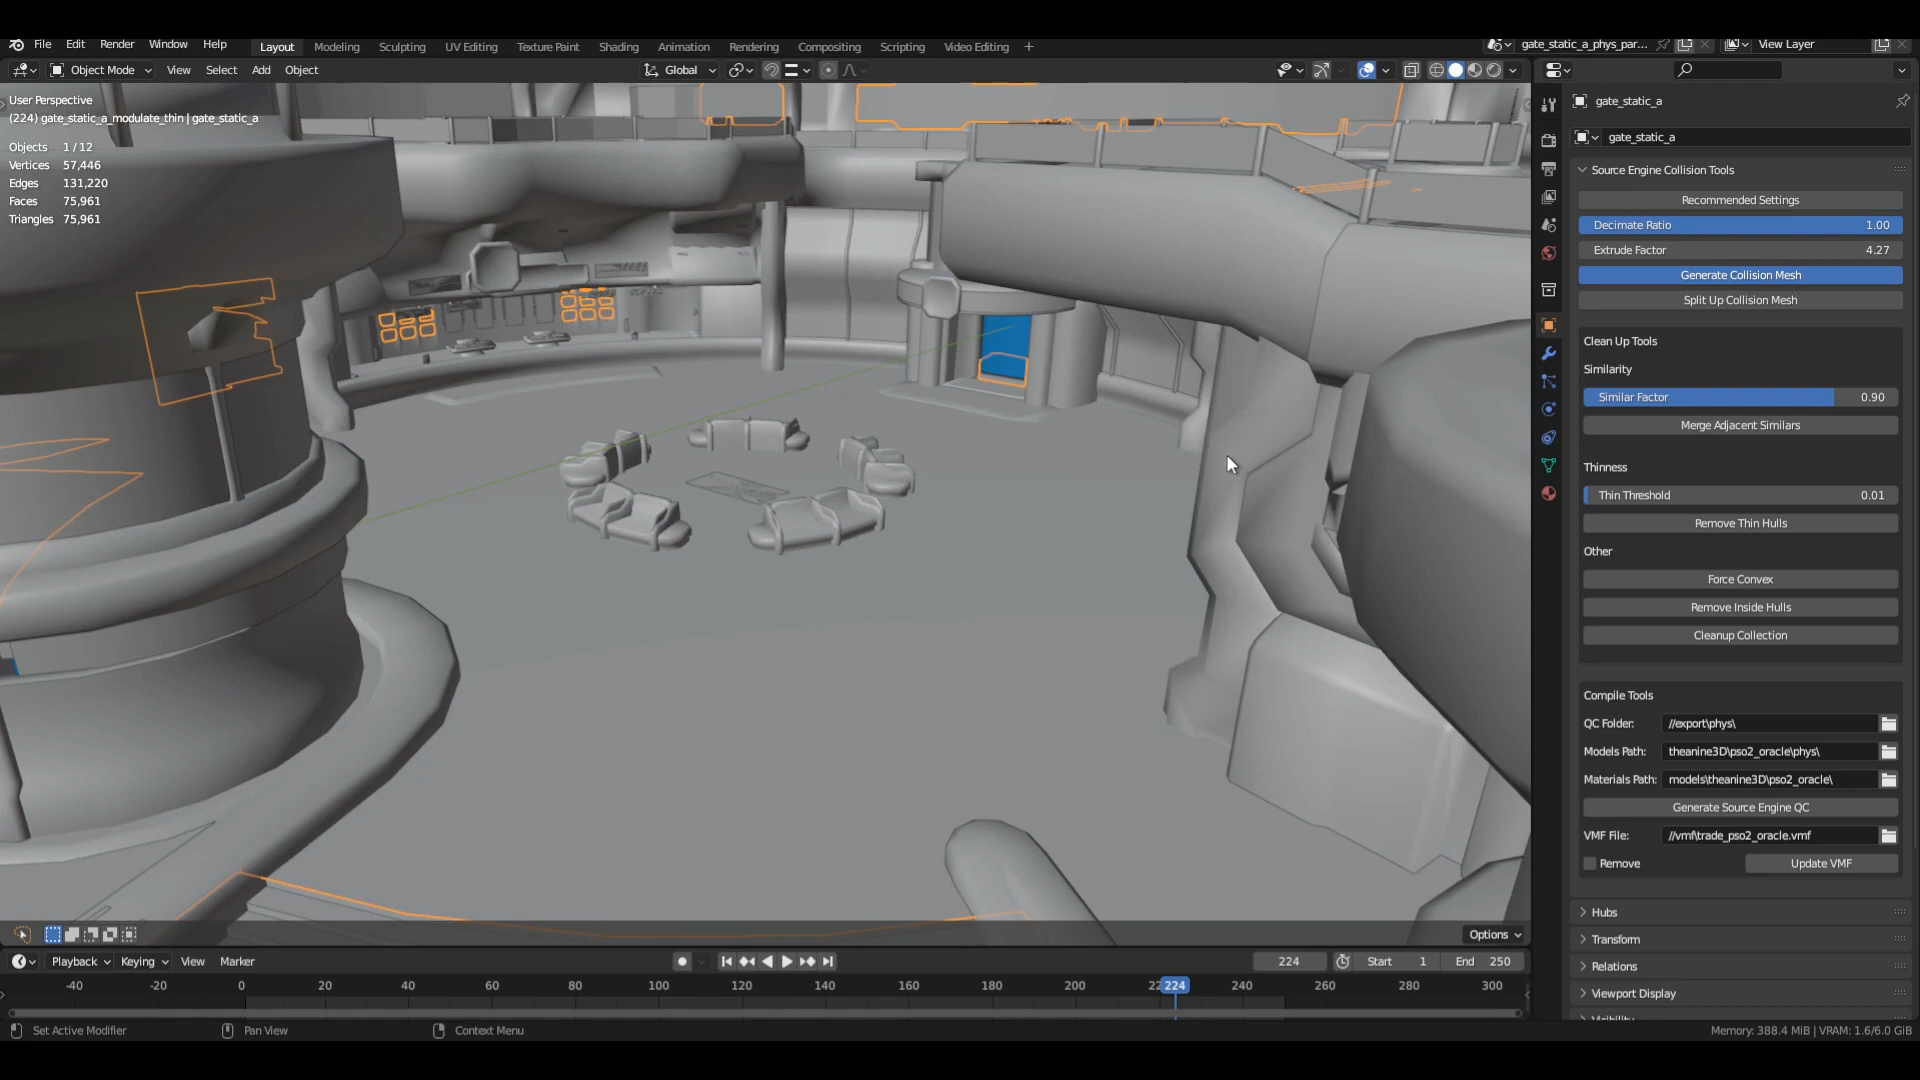 File Edit Render Window Help Layout Modeling Sculpting UV Editing Texture Paint Shading Animation Rendering Compositing Scripting Video Editing + gate_static_a_phys_par... View Layer
Object Mode View Select Add Object Global
User Perspective
(224) gate_static_a_modulate_thin | gate_static_a
Objects 1 / 12
Vertices 57,446
Edges 131,220
Faces 75,961
Triangles 75,961
gate_static_a
gate_static_a
Source Engine Collision Tools
Recommended Settings
Decimate Ratio 1.00
Extrude Factor 4.27
Generate Collision Mesh
Split Up Collision Mesh
Clean Up Tools
Similarity
Similar Factor 0.90
Merge Adjacent Similars
Thinness
Thin Threshold 0.01
Remove Thin Hulls
Other
Force Convex
Remove Inside Hulls
Cleanup Collection
Compile Tools
QC Folder: //export\phys\
Models Path: theanine3D\pso2_oracle\phys\
Materials Path: models\theanine3D\pso2_oracle\
Generate Source Engine QC
VMF File: //vmf\trade_pso2_oracle.vmf
Remove Update VMF
Hubs
Transform
Relations
Viewport Display
Options
Playback Keying View Marker 224 Start 1 End 250
-40 -20 0 20 40 60 80 100 120 140 160 180 200 224 240 260 280 300
Set Active Modifier Pan View Context Menu Memory: 388.4 MiB | VRAM: 1.6/6.0 GiB